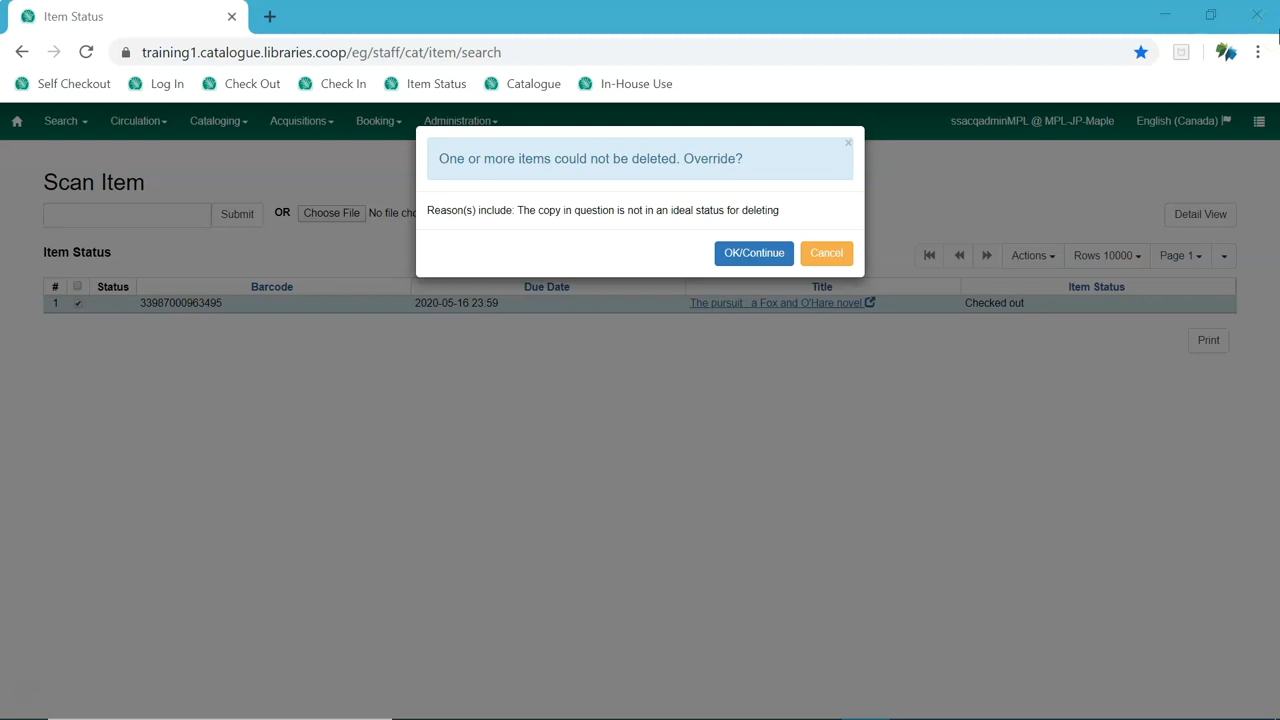 Item Status
training1.catalogue.libraries.coop/eg/staff/cat/item/search
Self Checkout Log In Check Out Check In Item Status Catalogue In-House Use
Search Circulation Cataloging Acquisitions Booking Administration ssacqadminMPL @ MPL-JP-Maple English (Canada)
One or more items could not be deleted. Override?
×
Reason(s) include: The copy in question is not in an ideal status for deleting
OK/Continue Cancel
Scan Item
Submit OR Choose File No file cho Detail View
Item Status Actions Rows 10000 Page 1
# Status Barcode Due Date Title Item Status
1 33987000963495 2020-05-16 23:59 The pursuit : a Fox and O'Hare novel Checked out
Print